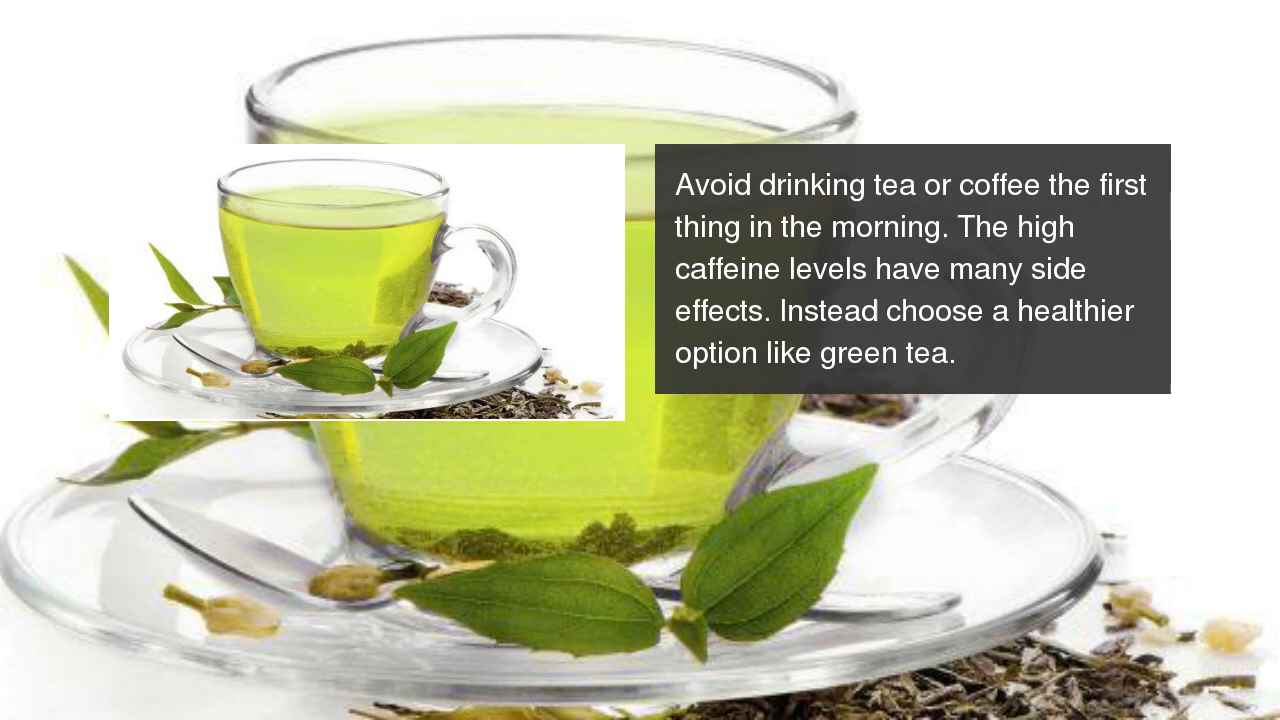 Avoid drinking tea or coffee the first
thing in the morning. The high
caffeine levels have many side
effects. Instead choose a healthier
option like green tea.